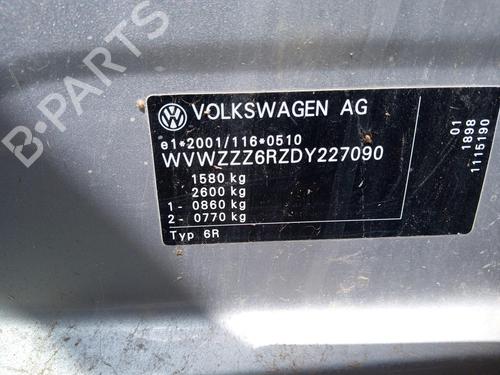 B-PARTS
VOLKSWAGEN AG
e1*2001/116*0510
WVWZZZ6RZDY227090
1580 kg
2600 kg
1- 0860 kg
2- 0770 kg
Typ 6R
01
1898
1115190